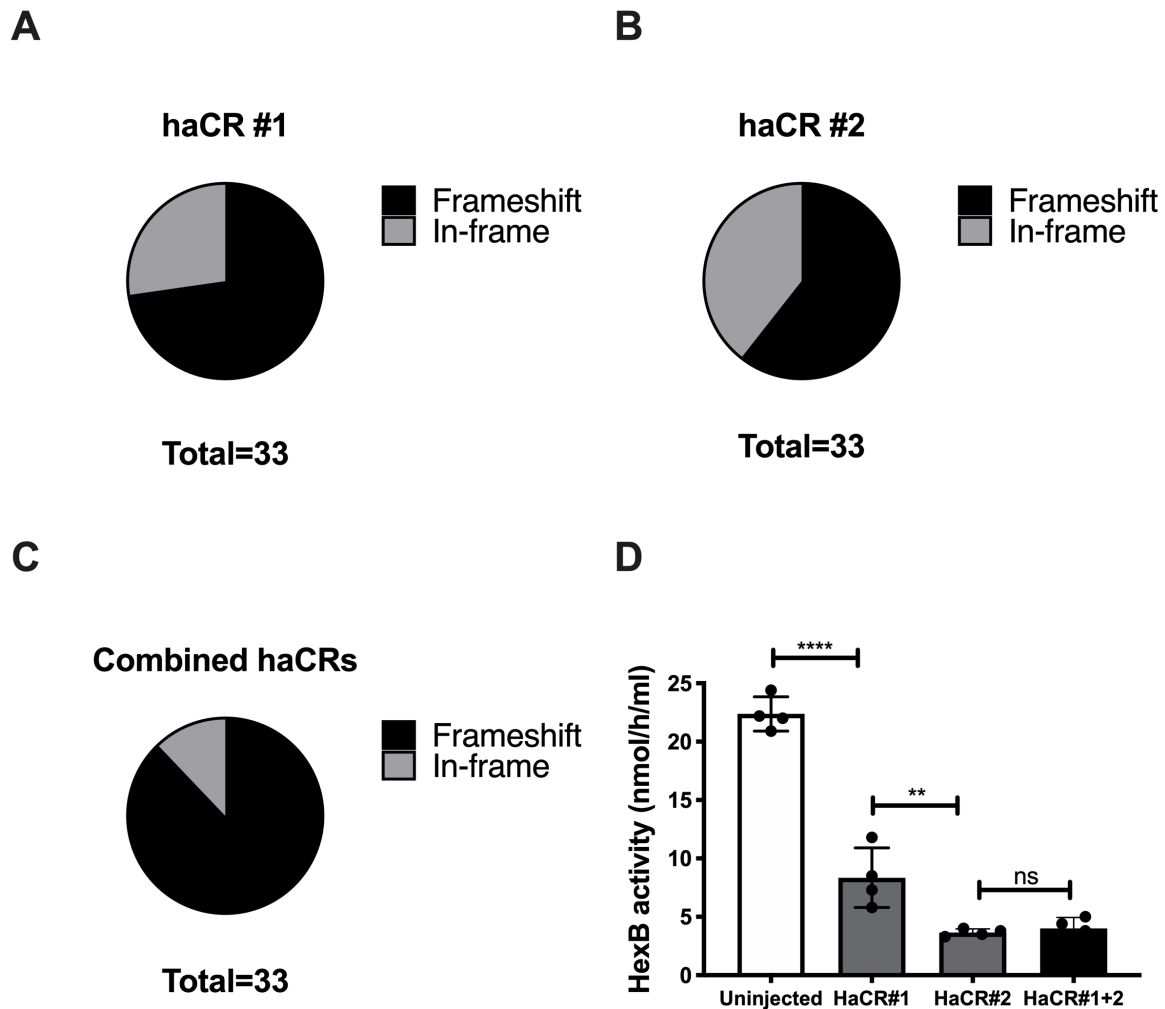 A
haCR #1
Frameshift
In-frame
Total=33
B
haCR #2
Frameshift
In-frame
Total=33
C
Combined haCRs
Frameshift
In-frame
Total=33
D
HexB activity (nmol/h/ml)
25
20
15
10
5
0
****
**
ns
Uninjected HaCR#1 HaCR#2 HaCR#1+2